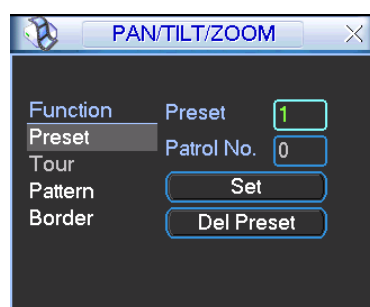 PAN/TILT/ZOOM
Function
Preset
Tour
Pattern
Border
Preset 1
Patrol No. 0
Set
Del Preset